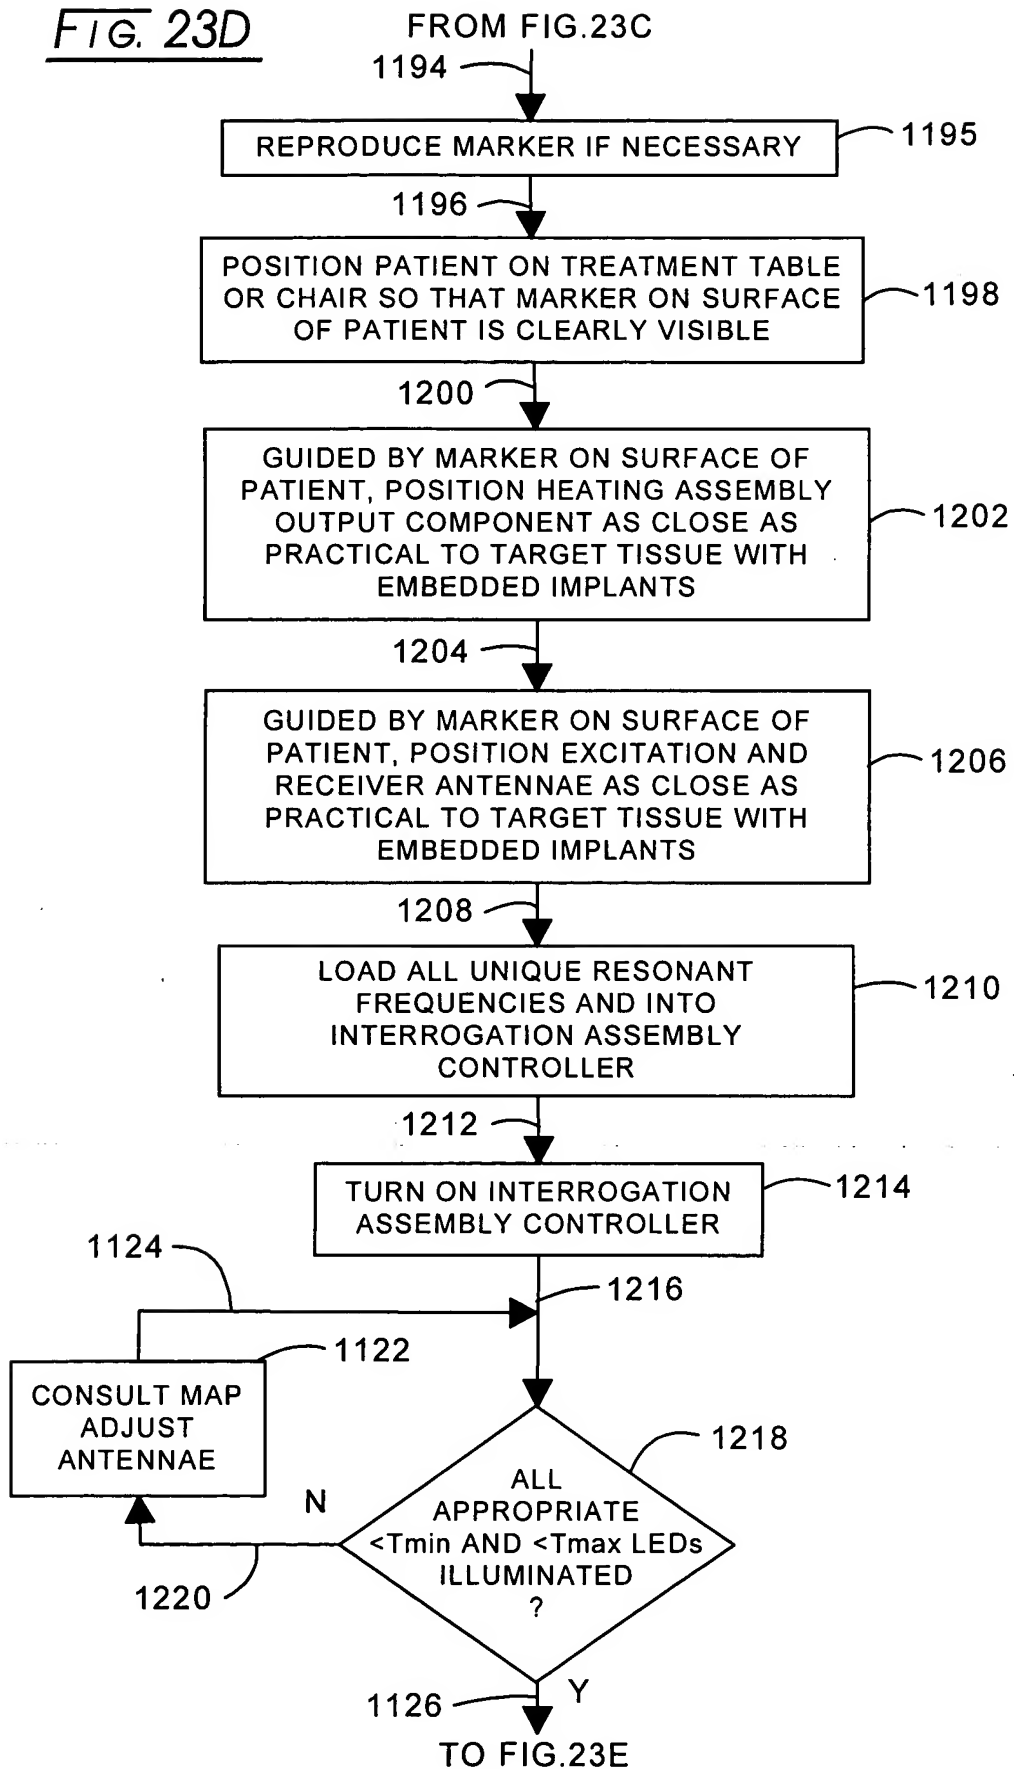 FIG. 23D
FROM FIG.23C
1194
REPRODUCE MARKER IF NECESSARY
1195
1196
POSITION PATIENT ON TREATMENT TABLE
OR CHAIR SO THAT MARKER ON SURFACE
OF PATIENT IS CLEARLY VISIBLE
1198
1200
GUIDED BY MARKER ON SURFACE OF
PATIENT, POSITION HEATING ASSEMBLY
OUTPUT COMPONENT AS CLOSE AS
PRACTICAL TO TARGET TISSUE WITH
EMBEDDED IMPLANTS
1202
1204
GUIDED BY MARKER ON SURFACE OF
PATIENT, POSITION EXCITATION AND
RECEIVER ANTENNAE AS CLOSE AS
PRACTICAL TO TARGET TISSUE WITH
EMBEDDED IMPLANTS
1206
1208
LOAD ALL UNIQUE RESONANT
FREQUENCIES AND INTO
INTERROGATION ASSEMBLY
CONTROLLER
1210
1212
TURN ON INTERROGATION
ASSEMBLY CONTROLLER
1214
1124
1216
1122
CONSULT MAP
ADJUST
ANTENNAE
1218
ALL
APPROPRIATE
<Tmin AND <Tmax LEDs
ILLUMINATED
?
N
1220
1126
Y
TO FIG.23E